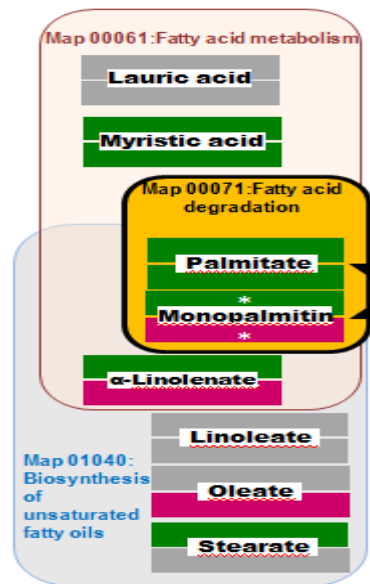 Map 00061:Fatty acid metabolism
Lauric acid
Myristic acid
Map 00071:Fatty acid
degradation
Palmitate
*
Monopalmitin
*
α-Linolenate
Linoleate
Map 01040:
Biosynthesis
of
unsaturated
fatty oils
Oleate
Stearate